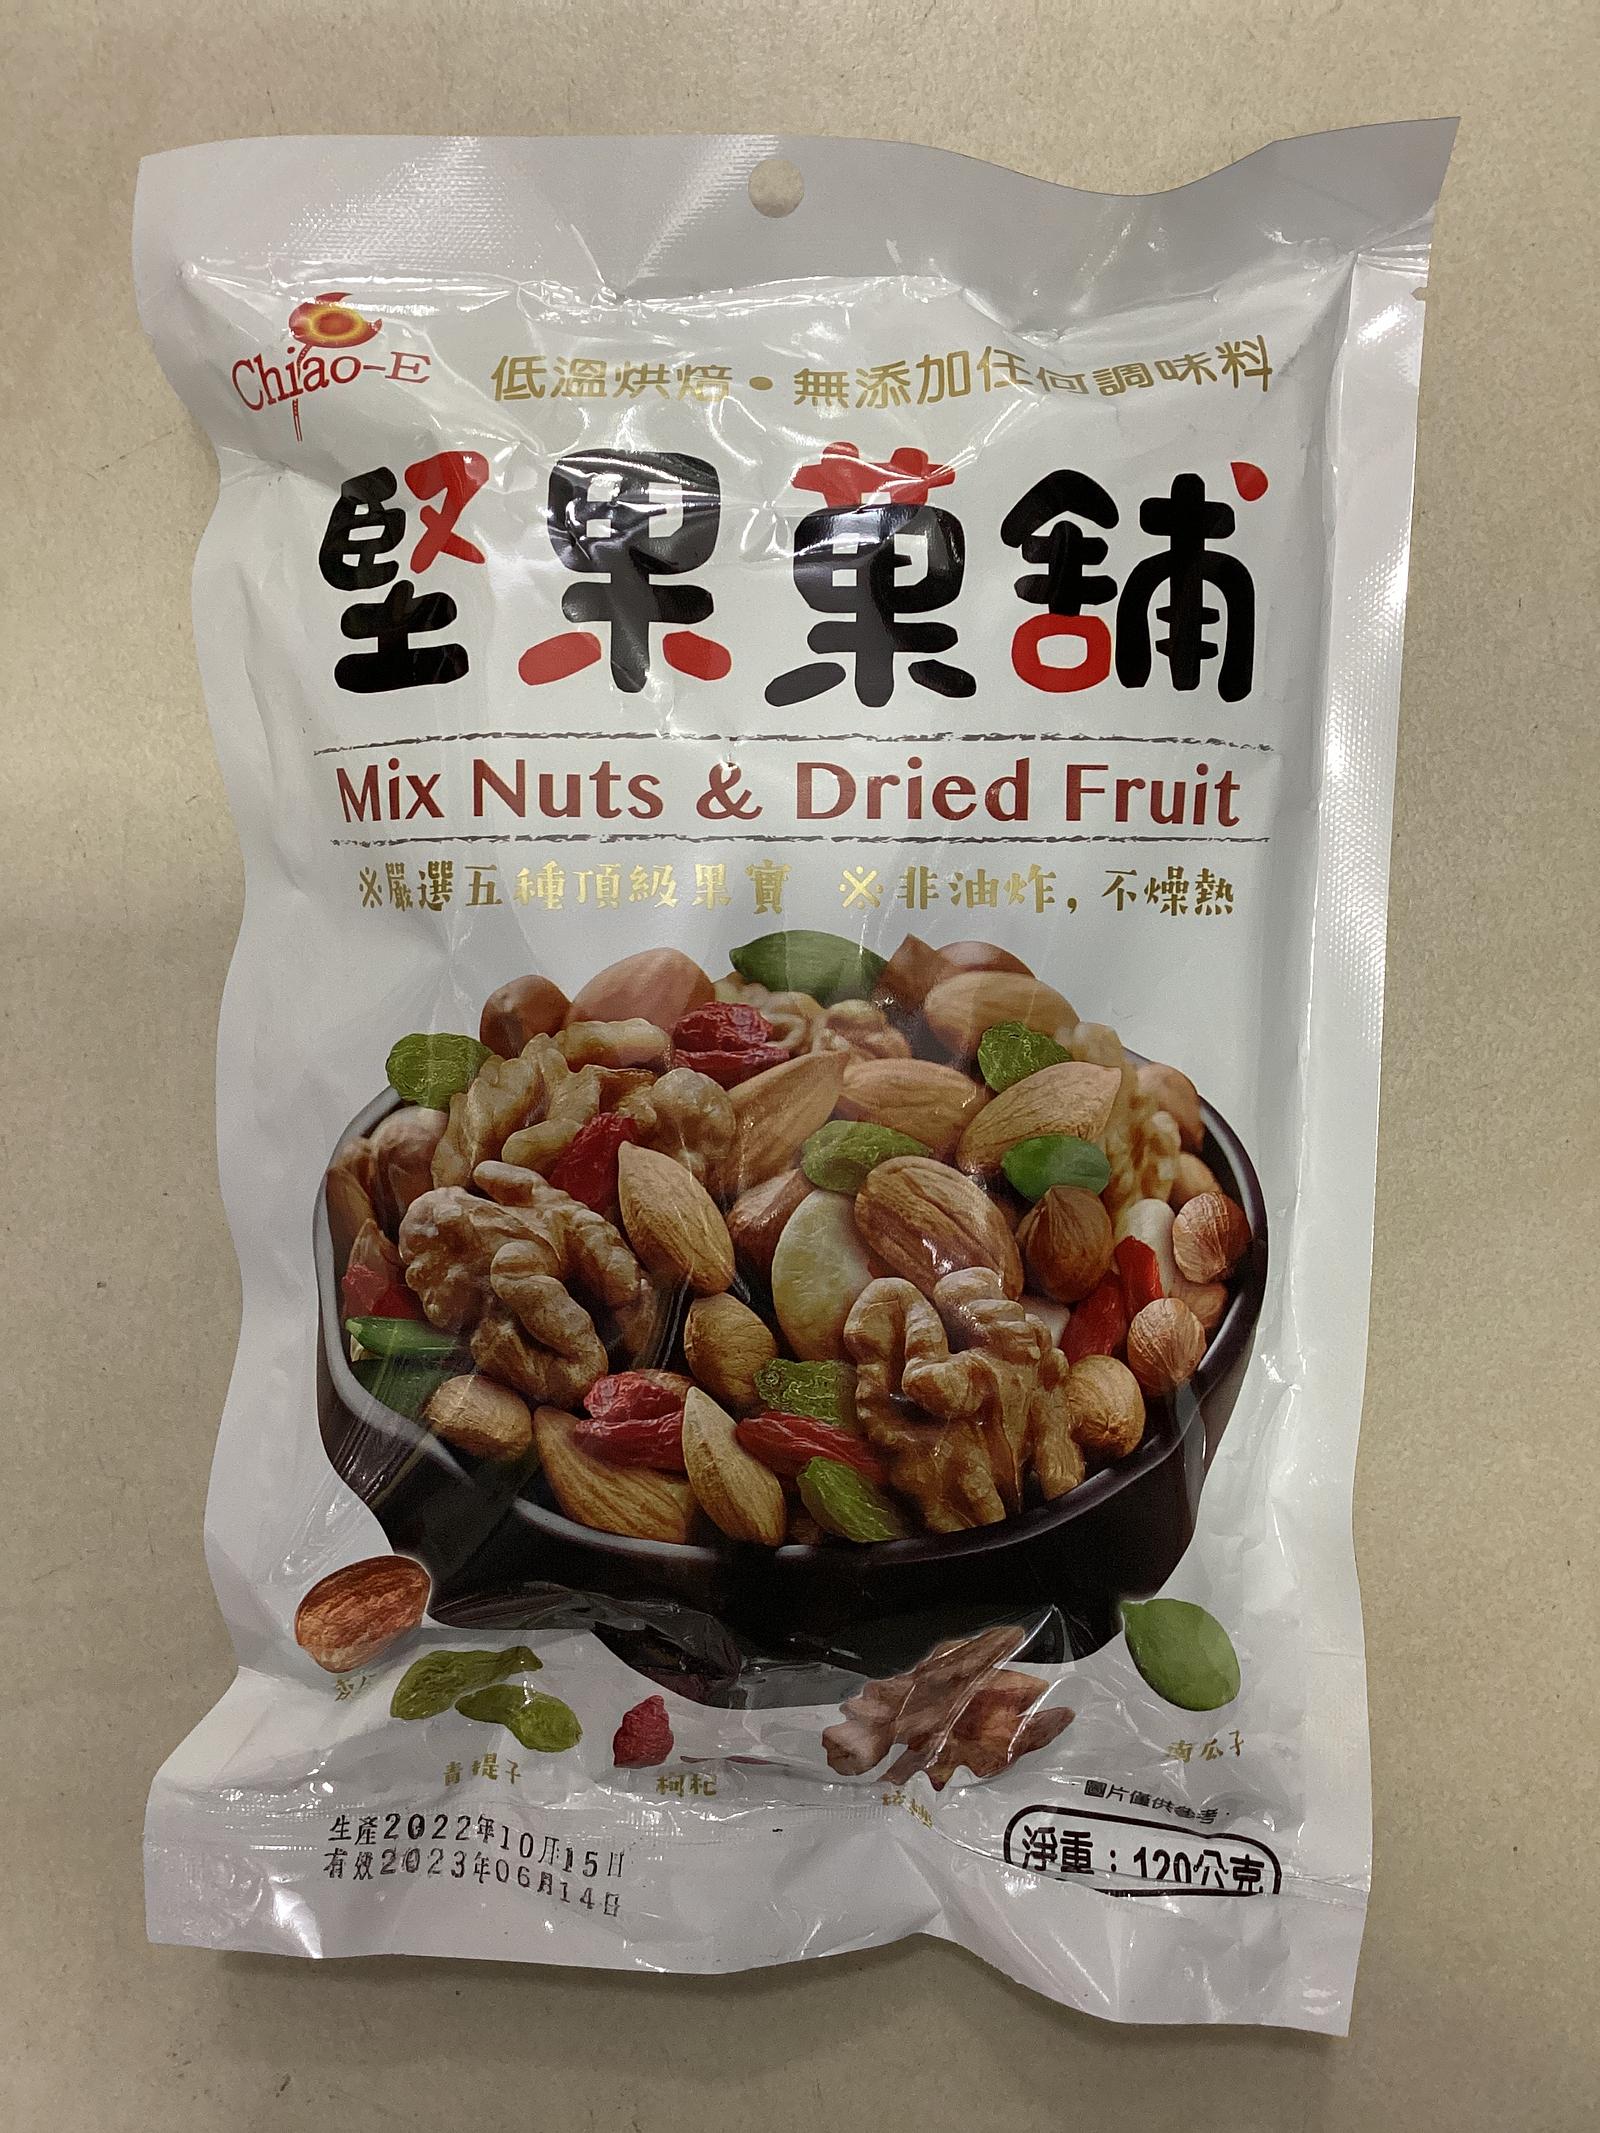 Chiao-E
低溫烘焙•無添加任何調味料
堅果菓舖
Mix Nuts & Dried Fruit
※嚴選五種頂級果實 ※非油炸,不燥熱
青提子
枸杞
核桃
南瓜子
圖片僅供參考
淨重：120公克
生產2022年10月15日
有效2023年06月14日